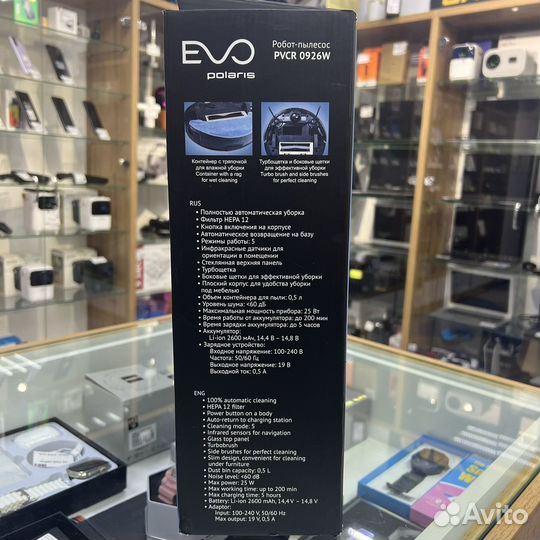 EVO
polaris
Робот-пылесос
PVCR 0926W
Контейнер с тряпочкой
для влажной уборки
Container with a rag
for wet cleaning
Турбощетка и боковые щетки
для эффективной уборки
Turbo brush and side brushes
for perfect cleaning
RUS
• Полностью автоматическая уборка
• Фильтр HEPA 12
• Кнопка включения на корпусе
• Автоматическое возвращение на базу
• Режимы работы: 5
• Инфракрасные датчики для
ориентации в помещении
• Стеклянная верхняя панель
• Турбощетка
• Боковые щетки для эффективной уборки
• Плоский корпус для удобства уборки
под мебелью
• Объем контейнера для пыли: 0,5 л
• Уровень шума: <60 дБ
• Максимальная мощность прибора: 25 Вт
• Время работы от аккумулятора: до 200 мин
• Время зарядки аккумулятора: до 5 часов
• Аккумулятор:
Li-ion 2600 мАч, 14,4 В – 14,8 В
• Зарядное устройство:
Входное напряжение: 100-240 В
Частота: 50/60 Гц
Выходное напряжение: 19 В
Выходной ток: 0,5 А
ENG
• 100% automatic cleaning
• HEPA 12 filter
• Power button on a body
• Auto-return to charging station
• Cleaning mode: 5
• Infrared sensors for navigation
• Glass top panel
• Turbobrush
• Side brushes for perfect cleaning
• Slim design, convenient for cleaning
under furniture
• Dust bin capacity: 0,5 L
• Noise level: <60 dB
• Max power: 25 W
• Max working time: up to 200 min
• Max charging time: 5 hours
• Battery: Li-ion 2600 mAh, 14,4 V – 14,8 V
• Adaptor:
Input: 100-240 V, 50/60 Hz
Max output: 19 V, 0,5 A
Avito